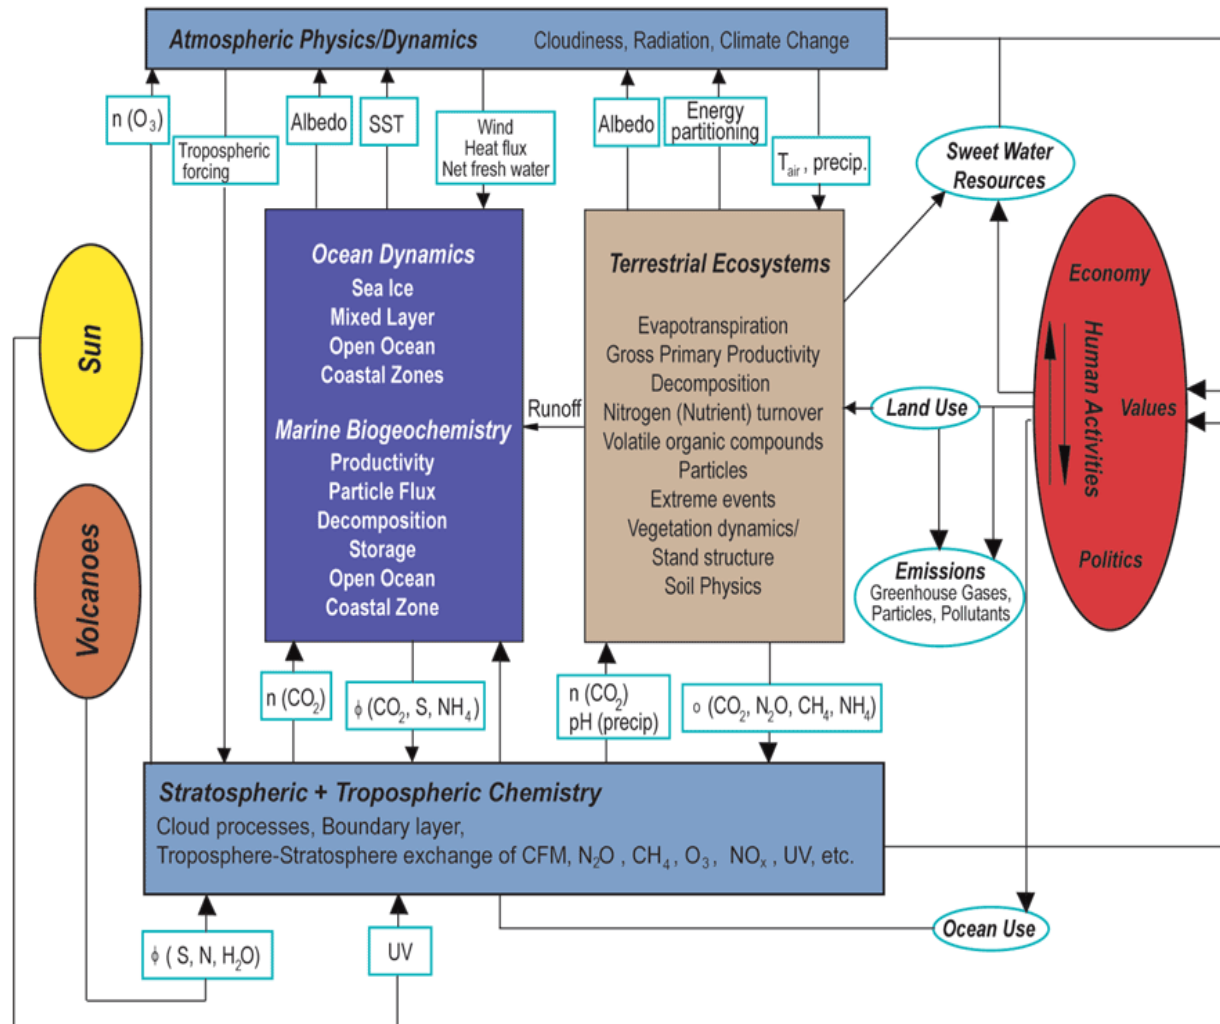 Atmospheric Physics/Dynamics Cloudiness, Radiation, Climate Change
n (O₃)
Tropospheric
forcing
Albedo
SST
Wind
Heat flux
Net fresh water
Albedo
Energy
partitioning
T air , precip.
Sweet Water
Resources
Sun
Volcanoes
Ocean Dynamics
Sea Ice
Mixed Layer
Open Ocean
Coastal Zones
Marine Biogeochemistry
Productivity
Particle Flux
Decomposition
Storage
Open Ocean
Coastal Zone
Runoff
Terrestrial Ecosystems
Evapotranspiration
Gross Primary Productivity
Decomposition
Nitrogen (Nutrient) turnover
Volatile organic compounds
Particles
Extreme events
Vegetation dynamics/
Stand structure
Soil Physics
Land Use
Emissions
Greenhouse Gases,
Particles, Pollutants
Economy
Human Activities
Values
Politics
n (CO₂)
ϕ (CO₂, S, NH₄)
n (CO₂)
pH (precip)
o (CO₂, N₂O, CH₄, NH₄)
Stratospheric + Tropospheric Chemistry
Cloud processes, Boundary layer,
Troposphere-Stratosphere exchange of CFM, N₂O , CH₄ , O₃ , NOₓ , UV, etc.
ϕ ( S, N, H₂O)
UV
Ocean Use